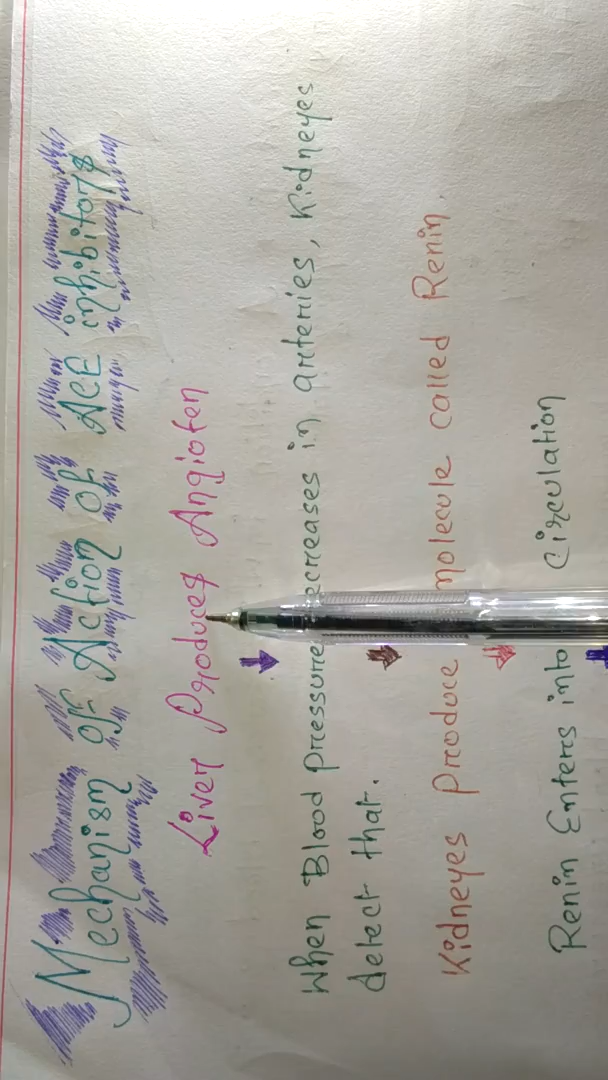 Mechanism of Action of ACE inhibitors
Liver Produces Angioten
When Blood pressure ecreases in arteries, Kidneyes
detect that.
Kidneyes produce molecule called Renin.
Renin Enters into Circulation